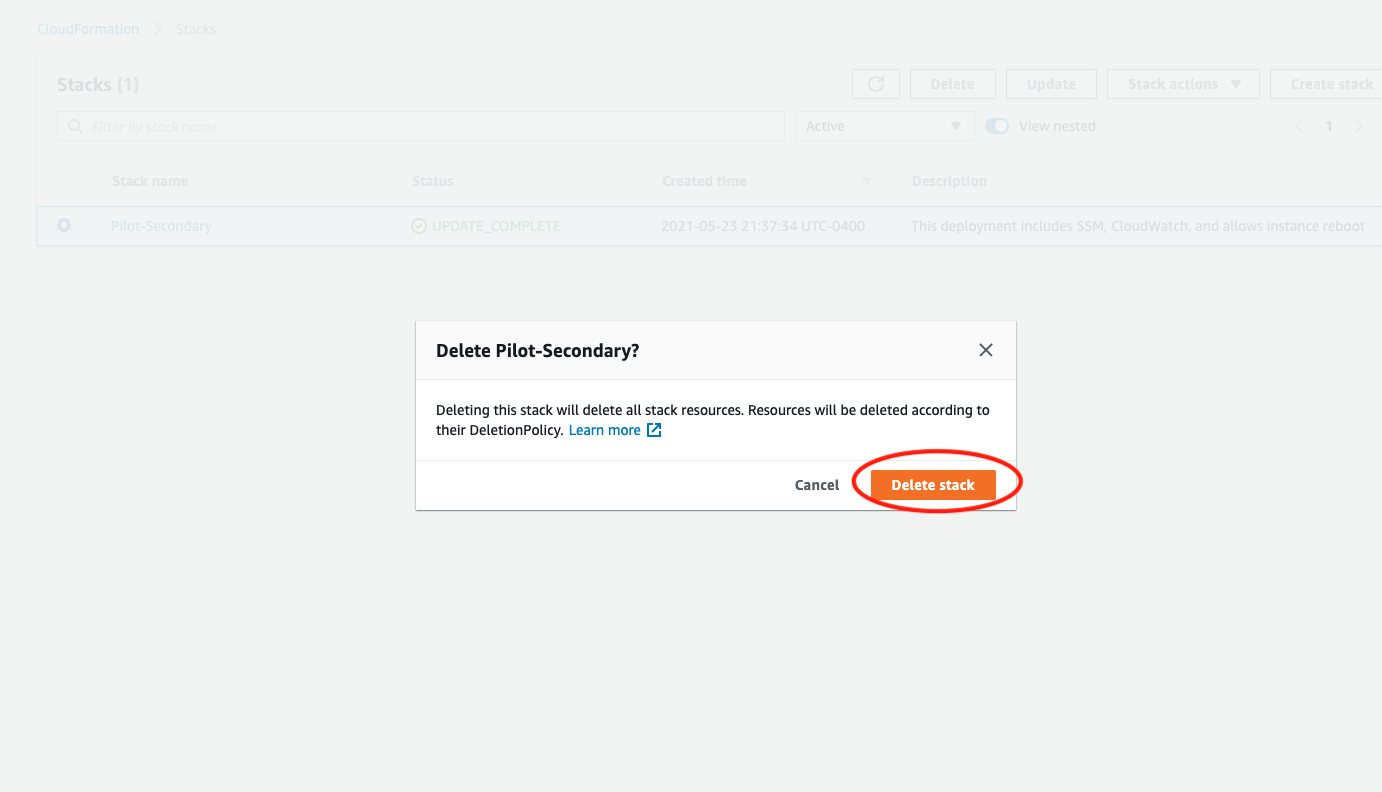 CloudFormation Stacks
Stacks (1)
Delete Update Stack actions Create stack
Filter by stack name Active View nested 1
Stack name Status Created time Description
Pilot-Secondary UPDATE_COMPLETE 2021-05-23 21:37:34 UTC-0400 This deployment includes SSM, CloudWatch, and allows instance reboot
Delete Pilot-Secondary?
Deleting this stack will delete all stack resources. Resources will be deleted according to
their DeletionPolicy. Learn more
Cancel Delete stack